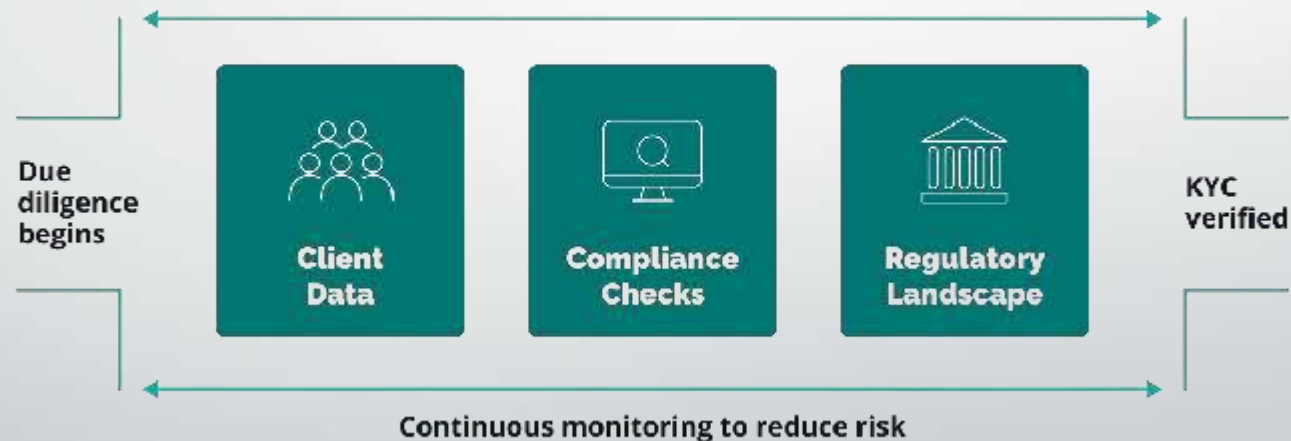 Due
diligence
begins
Client
Data
Compliance
Checks
Regulatory
Landscape
KYC
verified
Continuous monitoring to reduce risk